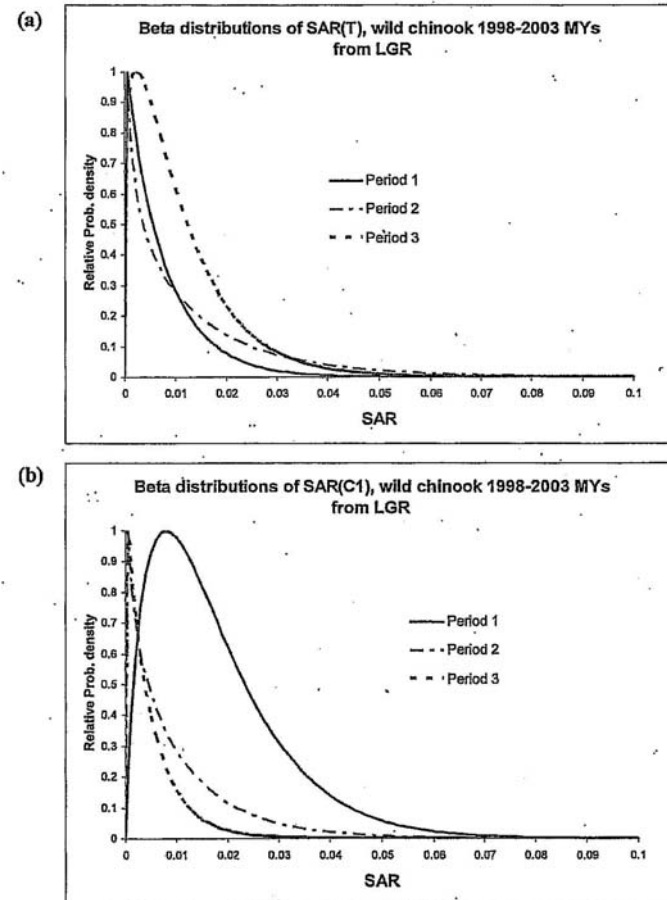 (a)
Beta distributions of SAR(T), wild chinook 1998-2003 MYs
from LGR
Relative Prob. density
1
0.9
0.8
0.7
0.6
0.5
0.4
0.3
0.2
0.1
0
Period 1
Period 2
Period 3
0 0.01 0.02 0.03 0.04 0.05 0.06 0.07 0.08 0.09 0.1
SAR
(b)
Beta distributions of SAR(C1), wild chinook 1998-2003 MYs
from LGR
Relative Prob. density
1
0.9
0.8
0.7
0.6
0.5
0.4
0.3
0.2
0.1
0
Period 1
Period 2
Period 3
0 0.01 0.02 0.03 0.04 0.05 0.06 0.07 0.08 0.09 0.1
SAR